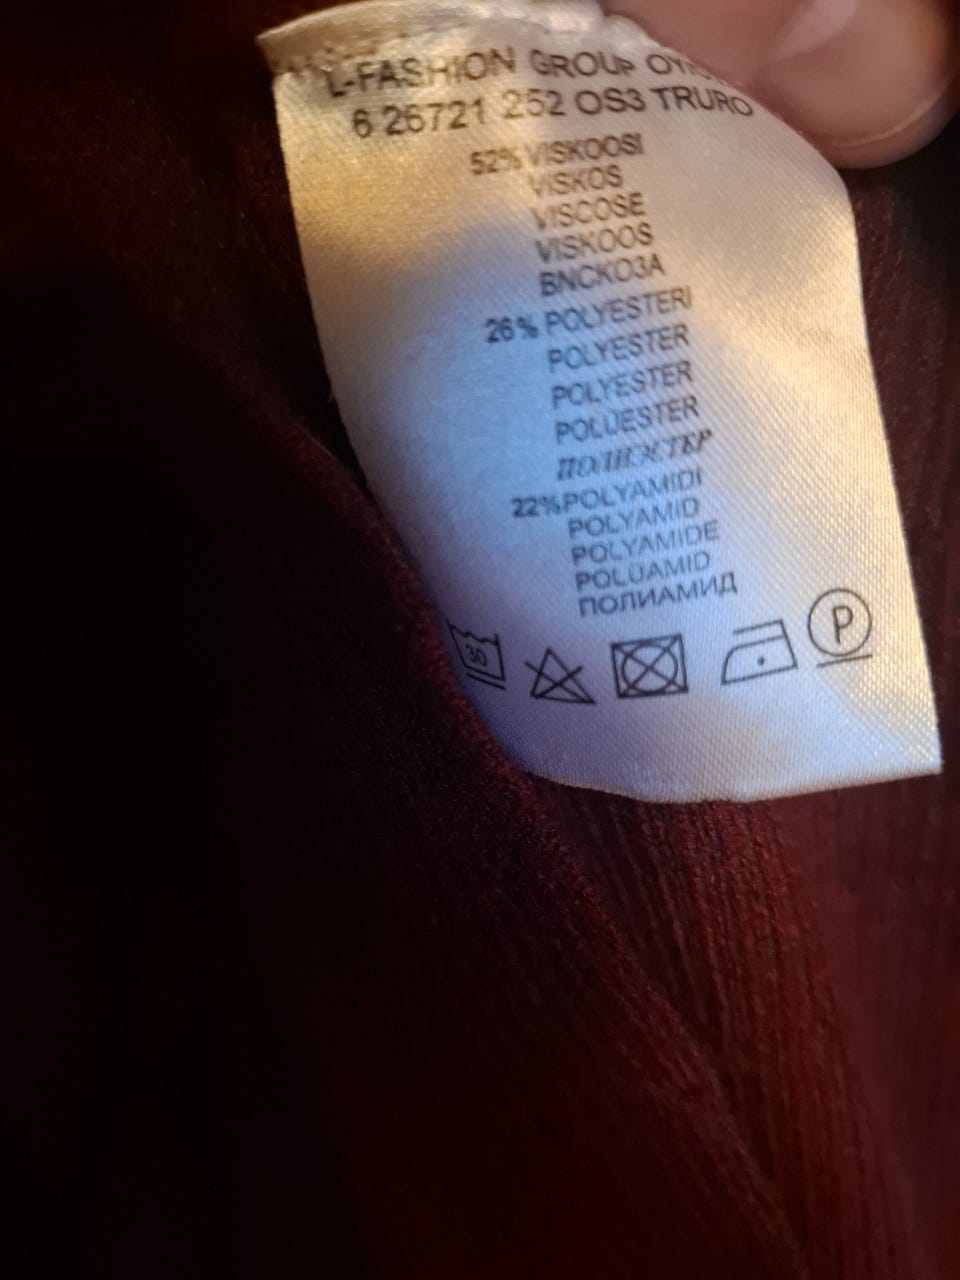 L-FASHION GROUP
6 26721 252 OS3 TRURO
52% VISKOOSI
VISKOS
VISCOSE
VISKOOS
BNCKO3A
26% POLYESTERI
POLYESTER
POLYESTER
POLÜESTER
ПОЛИЭСТЕР
22% POLYAMIDI
POLYAMID
POLYAMIDE
POLÜAMID
ПОЛИАМИД
30
P